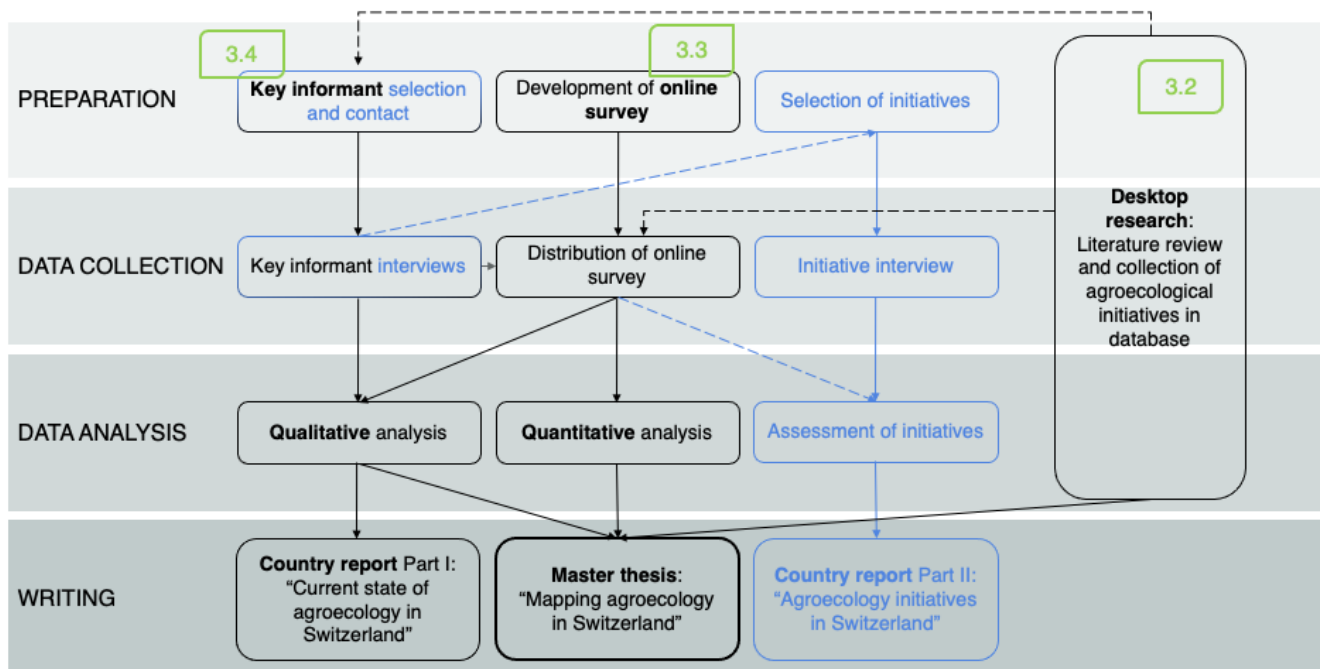 3.4
3.3
3.2
PREPARATION
Key informant selection
and contact
Development of online
survey
Selection of initiatives
Desktop
research:
Literature review
and collection of
agroecological
initiatives in
database
DATA COLLECTION
Key informant interviews
Distribution of online
survey
Initiative interview
DATA ANALYSIS
Qualitative analysis
Quantitative analysis
Assessment of initiatives
WRITING
Country report Part I:
“Current state of
agroecology in
Switzerland”
Master thesis:
“Mapping agroecology
in Switzerland”
Country report Part II:
“Agroecology initiatives
in Switzerland”